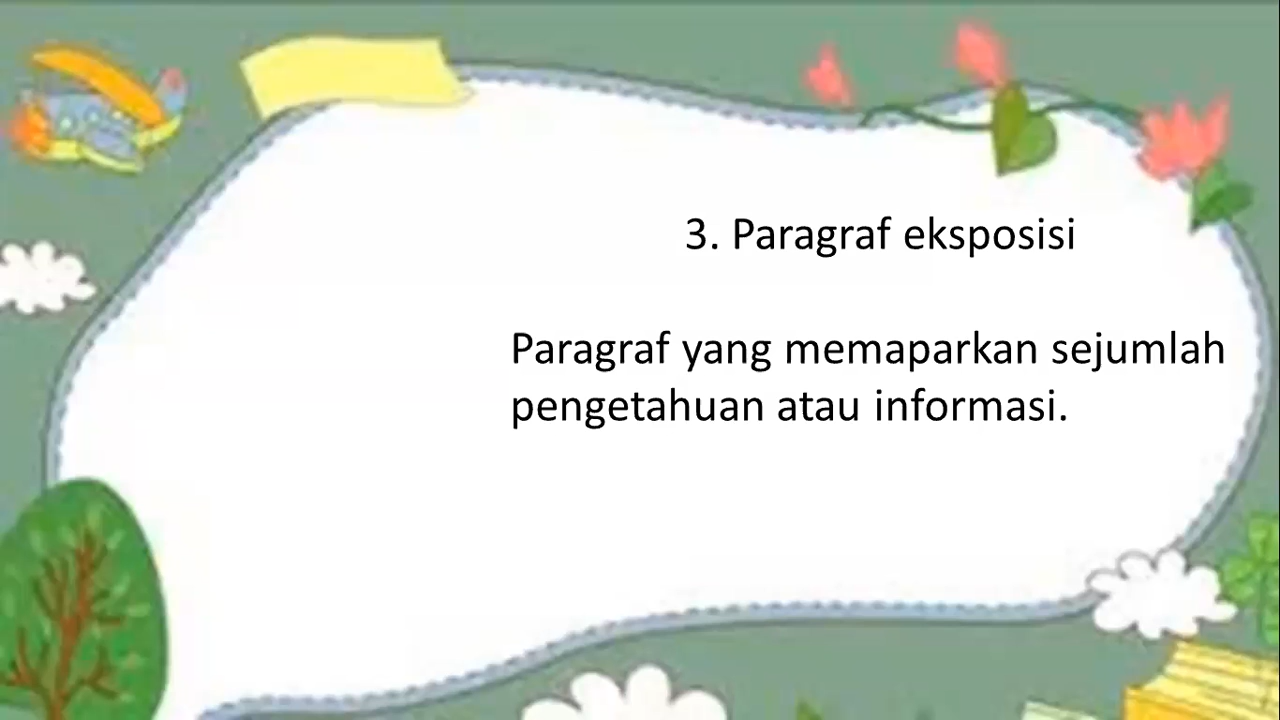 3. Paragraf eksposisi
Paragraf yang memaparkan sejumlah
pengetahuan atau informasi.